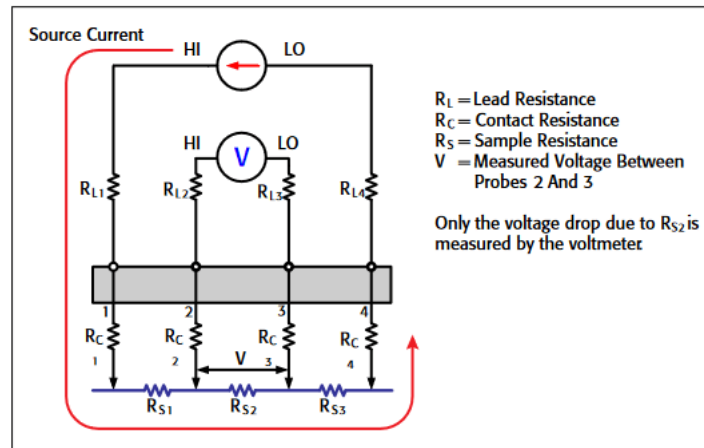 Source Current
HI
LO
HI
LO
V
RL1
RL2
RL3
RL4
RL = Lead Resistance
RC = Contact Resistance
RS = Sample Resistance
V = Measured Voltage Between
Probes 2 And 3
Only the voltage drop due to RS2 is
measured by the voltmeter.
1
2
3
4
RC
1
RC
2
V
RC
3
RC
4
RS1
RS2
RS3